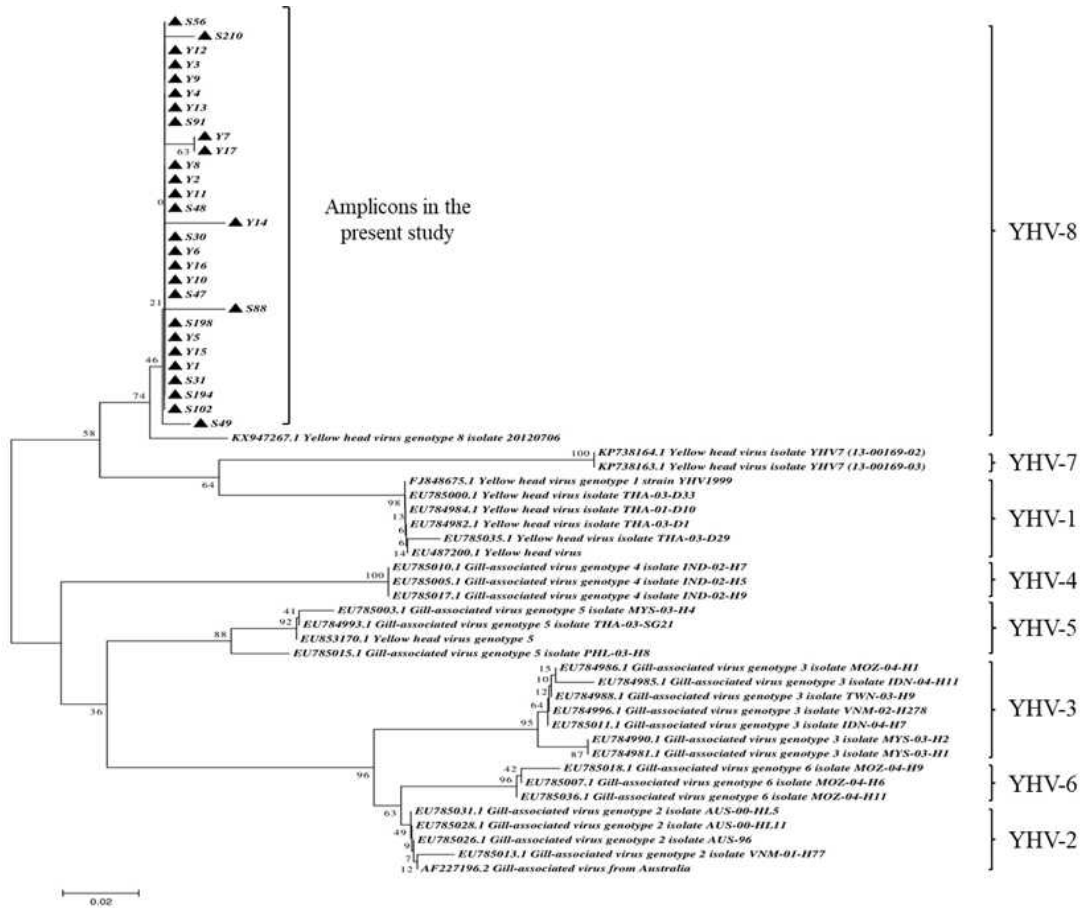 S56
S210
Y12
Y3
Y9
Y4
Y13
S91
Y7
63
Y17
Y8
Y2
Y11
0
S48
Y14
S30
Y6
Y16
Y10
S47
21
S88
S198
Y5
Y15
46
Y1
S31
74
S194
S102
S49
Amplicons in the
present study
YHV-8
58
KX947267.1 Yellow head virus genotype 8 isolate 20120706
100
KP738164.1 Yellow head virus isolate YHV7 (13-00169-02)
KP738163.1 Yellow head virus isolate YHV7 (13-00169-03)
YHV-7
64
FJ848675.1 Yellow head virus genotype 1 strain YHV1999
98
EU785000.1 Yellow head virus isolate THA-03-D33
EU784984.1 Yellow head virus isolate THA-01-D10
13
EU784982.1 Yellow head virus isolate THA-03-D1
6
EU785035.1 Yellow head virus isolate THA-03-D29
6
14
EU487200.1 Yellow head virus
YHV-1
EU785010.1 Gill-associated virus genotype 4 isolate IND-02-H7
100
EU785005.1 Gill-associated virus genotype 4 isolate IND-02-H5
EU785017.1 Gill-associated virus genotype 4 isolate IND-02-H9
YHV-4
41
EU785003.1 Gill-associated virus genotype 5 isolate MYS-03-H4
92
EU784993.1 Gill-associated virus genotype 5 isolate THA-03-SG21
88
EU853170.1 Yellow head virus genotype 5
EU785015.1 Gill-associated virus genotype 5 isolate PHL-03-H8
YHV-5
15
EU784986.1 Gill-associated virus genotype 3 isolate MOZ-04-H1
10
EU784985.1 Gill-associated virus genotype 3 isolate IDN-04-H11
12
EU784988.1 Gill-associated virus genotype 3 isolate TWN-03-H9
64
EU784996.1 Gill-associated virus genotype 3 isolate VNM-02-H278
95
EU785011.1 Gill-associated virus genotype 3 isolate IDN-04-H7
EU784990.1 Gill-associated virus genotype 3 isolate MYS-03-H2
87
EU784981.1 Gill-associated virus genotype 3 isolate MYS-03-H1
YHV-3
36
96
42
EU785018.1 Gill-associated virus genotype 6 isolate MOZ-04-H9
96
EU785007.1 Gill-associated virus genotype 6 isolate MOZ-04-H6
EU785036.1 Gill-associated virus genotype 6 isolate MOZ-04-H11
YHV-6
63
EU785031.1 Gill-associated virus genotype 2 isolate AUS-00-HL5
49
EU785028.1 Gill-associated virus genotype 2 isolate AUS-00-HL11
9
EU785026.1 Gill-associated virus genotype 2 isolate AUS-96
7
EU785013.1 Gill-associated virus genotype 2 isolate VNM-01-H77
12
AF227196.2 Gill-associated virus from Australia
YHV-2
0.02